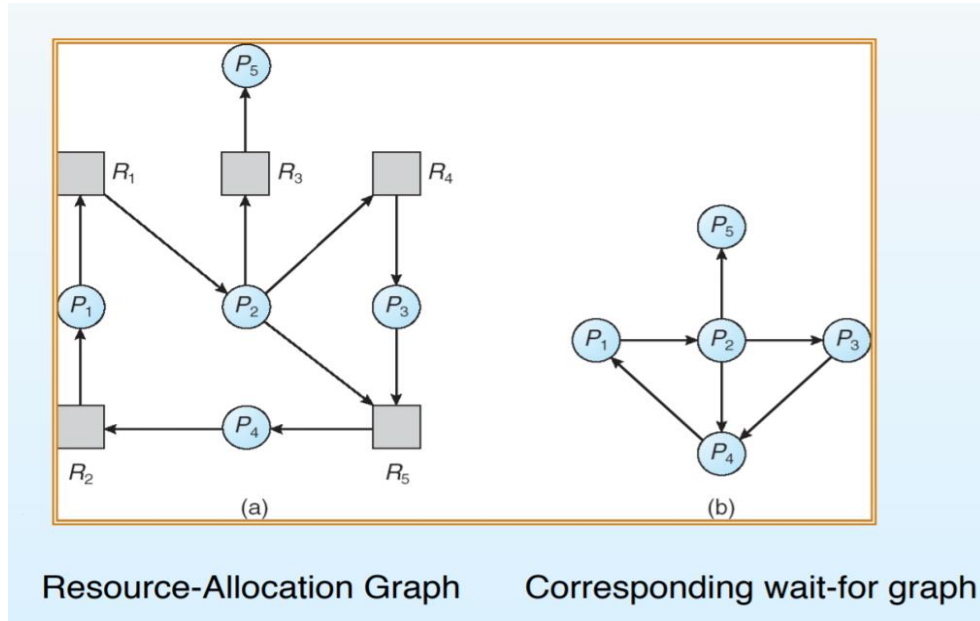 P₅
R₁
R₃
R₄
P₁
P₂
P₃
P₄
R₂
R₅
(a)
P₅
P₁
P₂
P₃
P₄
(b)
Resource-Allocation Graph
Corresponding wait-for graph